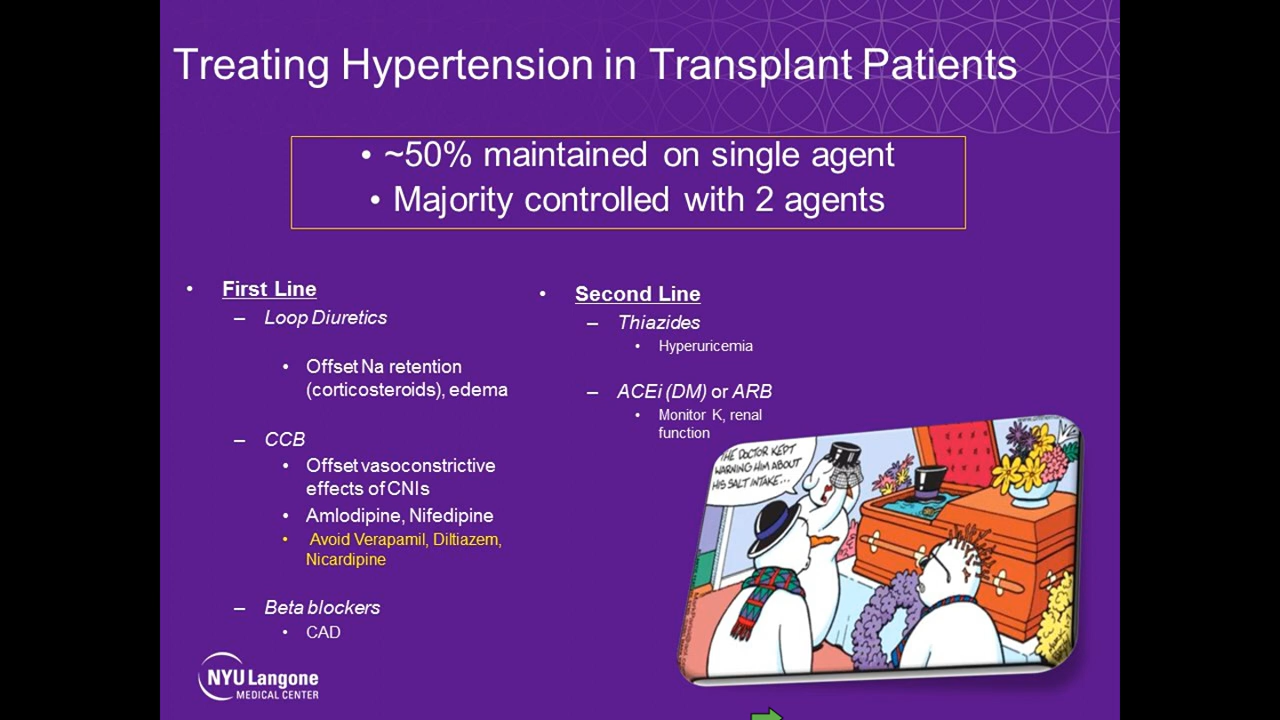 Treating Hypertension in Transplant Patients
• ~50% maintained on single agent
• Majority controlled with 2 agents
• First Line
– Loop Diuretics
• Offset Na retention
(corticosteroids), edema
– CCB
• Offset vasoconstrictive
effects of CNIs
• Amlodipine, Nifedipine
• Avoid Verapamil, Diltiazem,
Nicardipine
– Beta blockers
• CAD
• Second Line
– Thiazides
• Hyperuricemia
– ACEi (DM) or ARB
• Monitor K, renal
function
THE DOCTOR KEPT
WARNING HIM ABOUT
HIS SALT INTAKE...
NYU Langone
MEDICAL CENTER